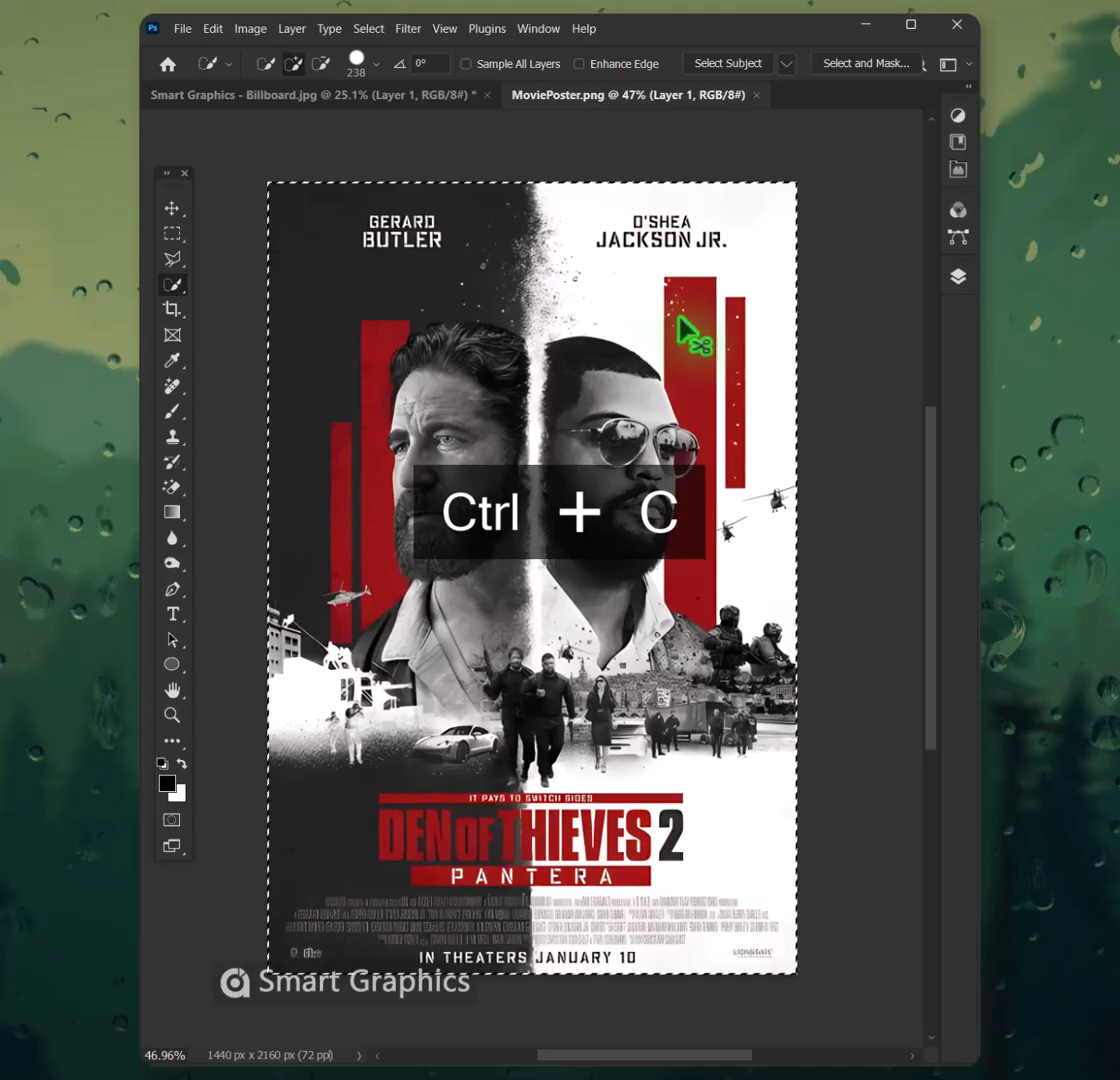 Ps File Edit Image Layer Type Select Filter View Plugins Window Help
238 0° Sample All Layers Enhance Edge Select Subject Select and Mask...
Smart Graphics - Billboard.jpg @ 25.1% (Layer 1, RGB/8#) * × MoviePoster.png @ 47% (Layer 1, RGB/8#) ×
GERARD
BUTLER
O'SHEA
JACKSON JR.
Ctrl + C
IT PAYS TO SWITCH SIDES
DEN OF THIEVES 2
PANTERA
IN THEATERS JANUARY 10
Smart Graphics
46.96% 1440 px x 2160 px (72 ppi)